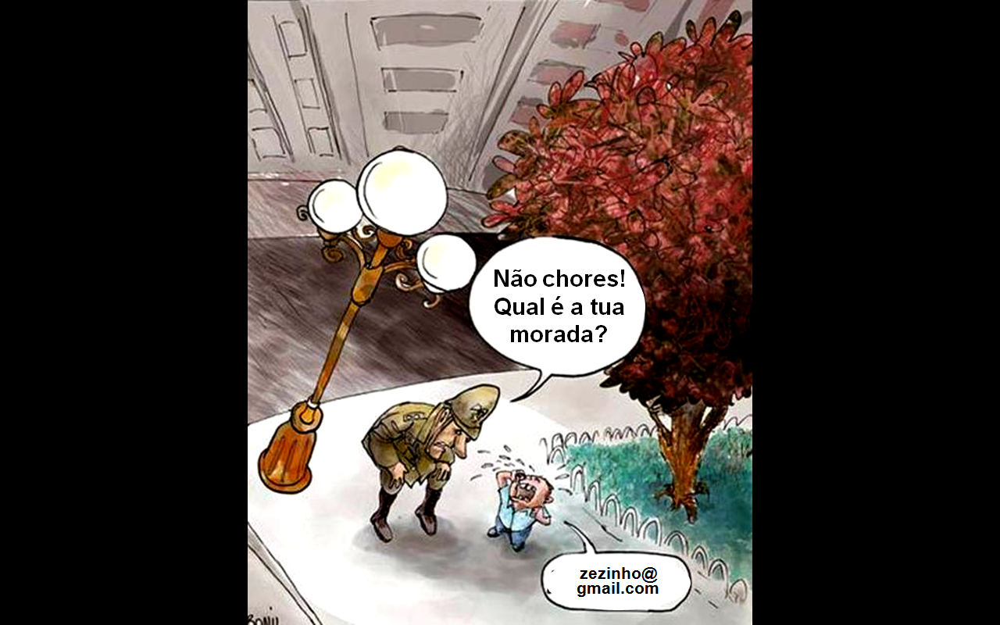 Não chores!
Qual é a tua
morada?
zezinho@
gmail.com